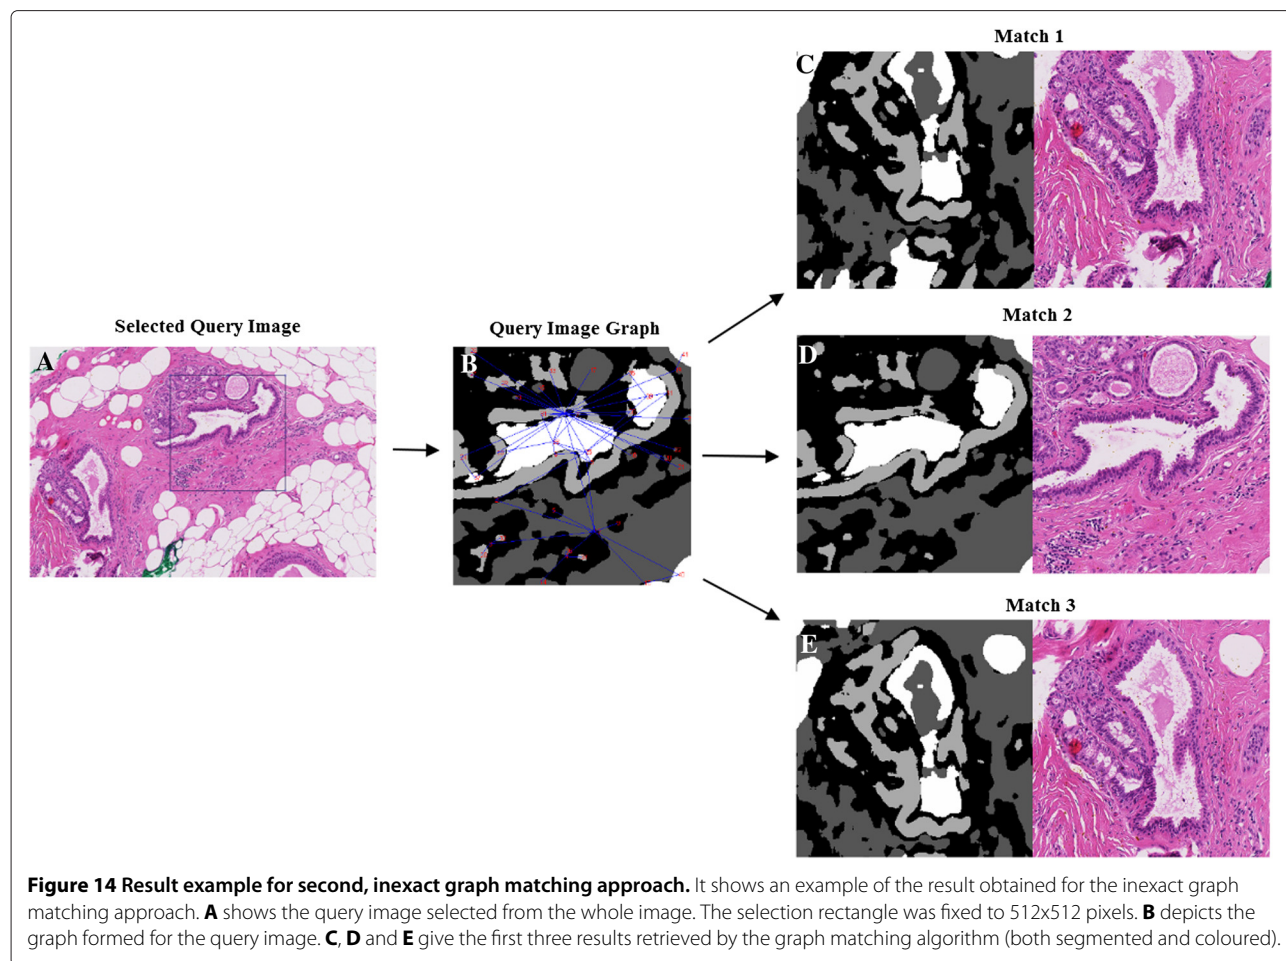 Match 1
C
Selected Query Image
A
Query Image Graph
B
Match 2
D
Match 3
E
Figure 14 Result example for second, inexact graph matching approach. It shows an example of the result obtained for the inexact graph
matching approach. A shows the query image selected from the whole image. The selection rectangle was fixed to 512x512 pixels. B depicts the
graph formed for the query image. C, D and E give the first three results retrieved by the graph matching algorithm (both segmented and coloured).